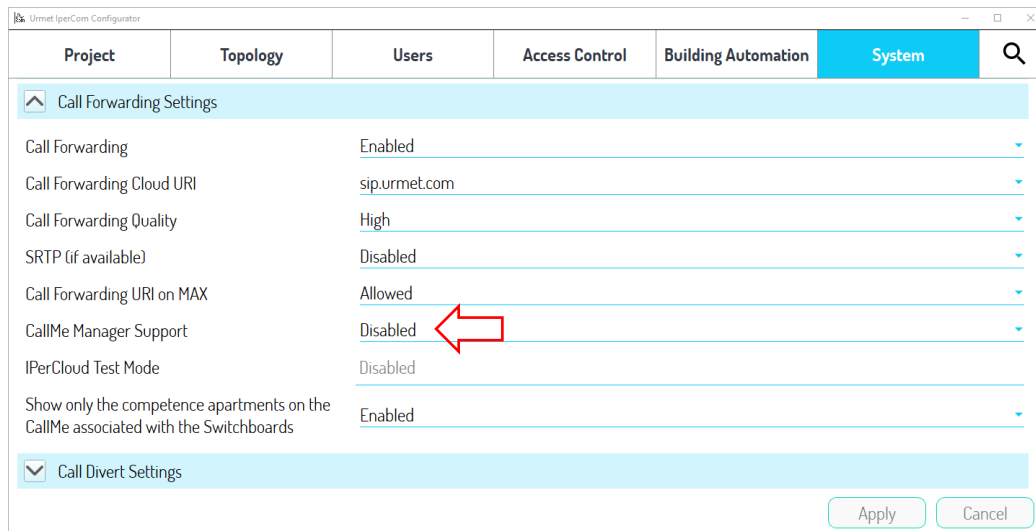 Urmet IperCom Configurator
Project Topology Users Access Control Building Automation System
Call Forwarding Settings
Call Forwarding Enabled
Call Forwarding Cloud URI sip.urmet.com
Call Forwarding Quality High
SRTP (if available) Disabled
Call Forwarding URI on MAX Allowed
CallMe Manager Support Disabled
IPerCloud Test Mode Disabled
Show only the competence apartments on the
CallMe associated with the Switchboards Enabled
Call Divert Settings
Apply Cancel